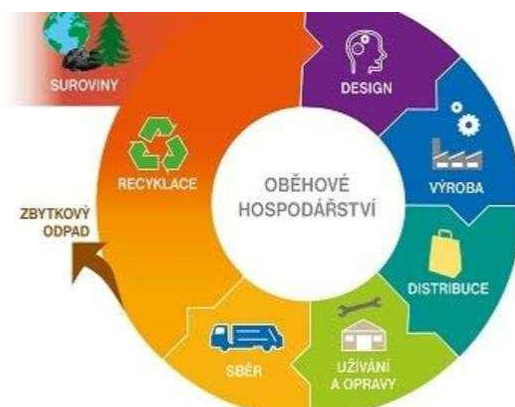 SUROVINY
DESIGN
RECYKLACE
VÝROBA
OBĚHOVÉ
HOSPODÁŘSTVÍ
ZBYTKOVÝ
ODPAD
DISTRIBUCE
SBĚR
UŽÍVÁNÍ
A OPRAVY